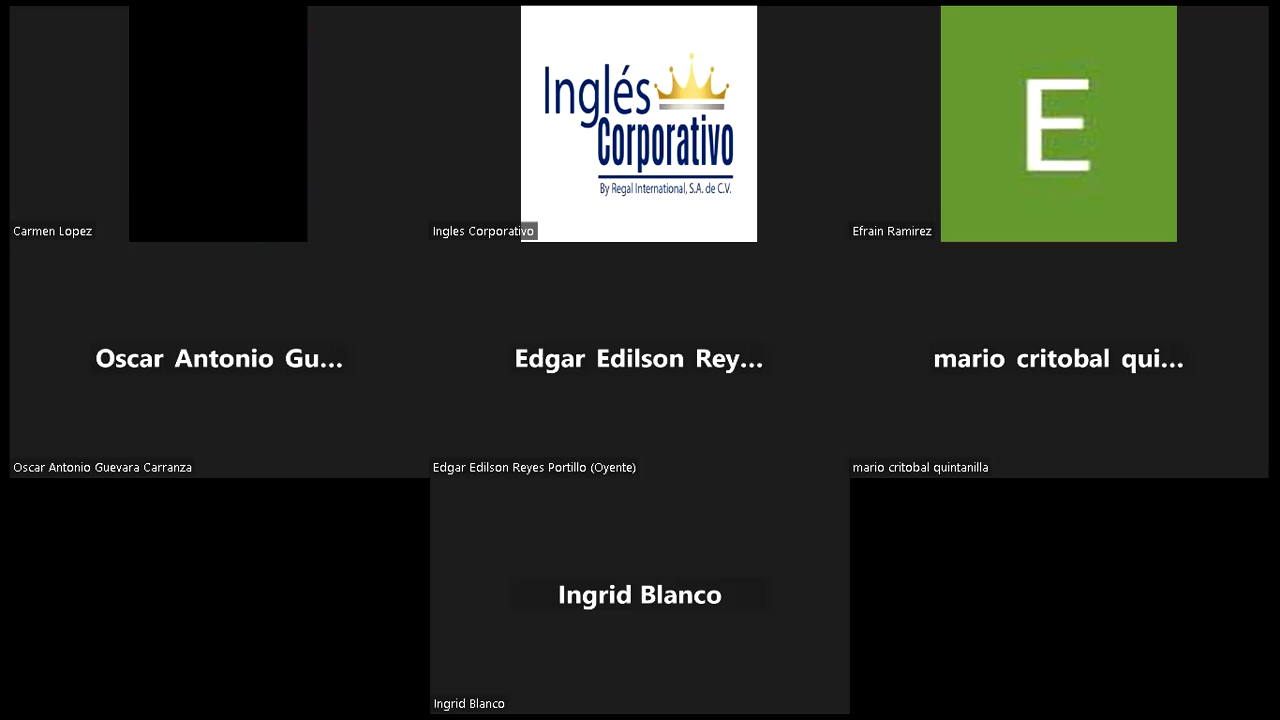 Inglés
Corporativo
By Regal International, S.A. de C.V.
E
Carmen Lopez
Ingles Corporativo
Efrain Ramirez
Oscar Antonio Gu...
Edgar Edilson Rey...
mario critobal qui...
Oscar Antonio Guevara Carranza
Edgar Edilson Reyes Portillo (Oyente)
mario critobal quintanilla
Ingrid Blanco
Ingrid Blanco